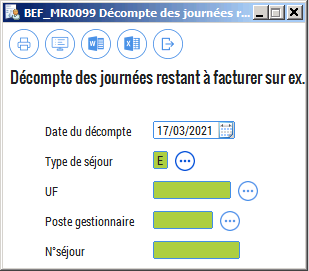 BEF_MR0099 Décompte des journées r...
Décompte des journées restant à facturer sur ex.
Date du décompte 17/03/2021
Type de séjour E
UF
Poste gestionnaire
N°séjour